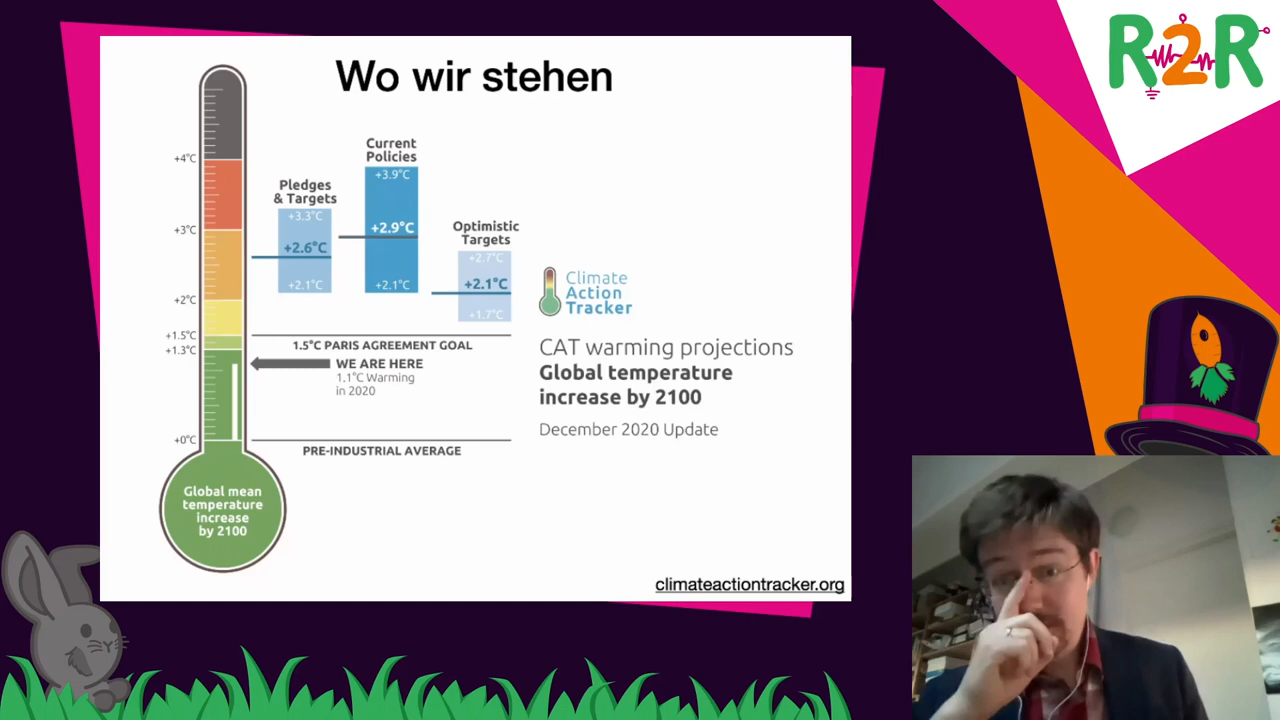 R2R
Wo wir stehen
+4°C
+3°C
+2°C
+1.5°C
+1.3°C
+0°C
Pledges
& Targets
+3.3°C
+2.6°C
+2.1°C
Current
Policies
+3.9°C
+2.9°C
+2.1°C
Optimistic
Targets
+2.7°C
+2.1°C
+1.7°C
1.5°C PARIS AGREEMENT GOAL
WE ARE HERE
1.1°C Warming
in 2020
PRE-INDUSTRIAL AVERAGE
Global mean
temperature
increase
by 2100
Climate
Action
Tracker
CAT warming projections
Global temperature
increase by 2100
December 2020 Update
climateactiontracker.org